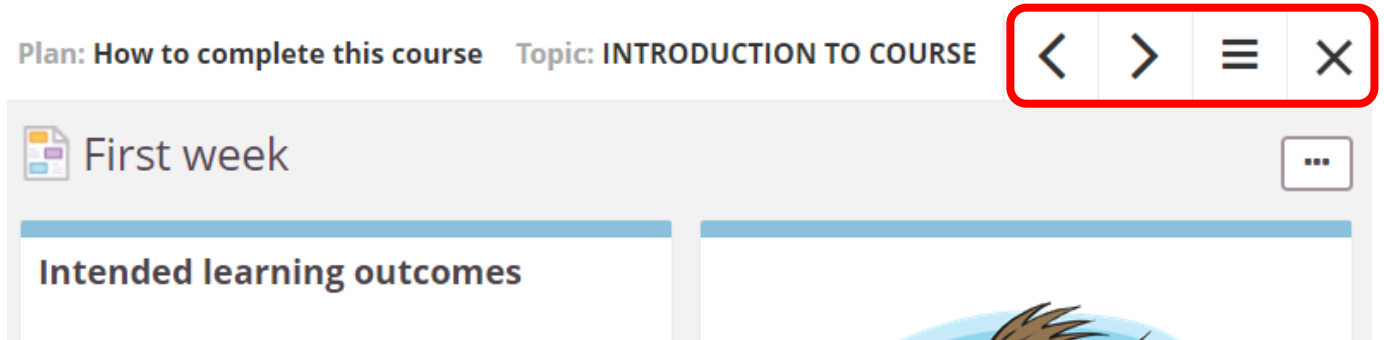 Plan: How to complete this course Topic: INTRODUCTION TO COURSE
First week
Intended learning outcomes